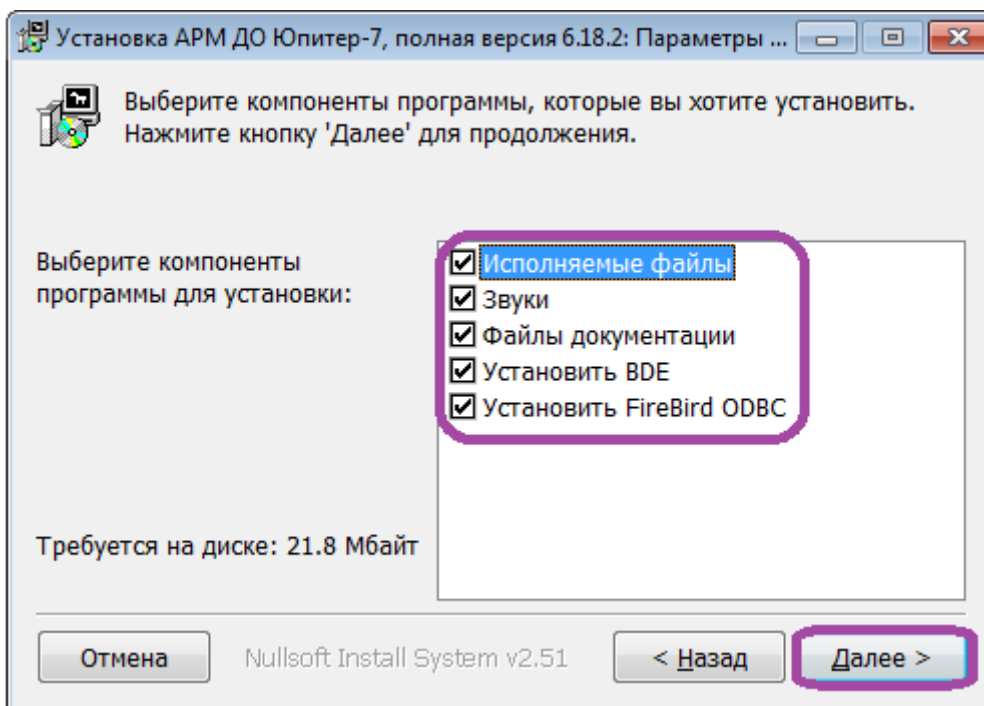 Установка АРМ ДО Юпитер-7, полная версия 6.18.2: Параметры ...
Выберите компоненты программы, которые вы хотите установить.
Нажмите кнопку 'Далее' для продолжения.
Выберите компоненты
программы для установки:
Исполняемые файлы
Звуки
Файлы документации
Установить BDE
Установить FireBird ODBC
Требуется на диске: 21.8 Мбайт
Отмена
Nullsoft Install System v2.51
< Назад
Далее >